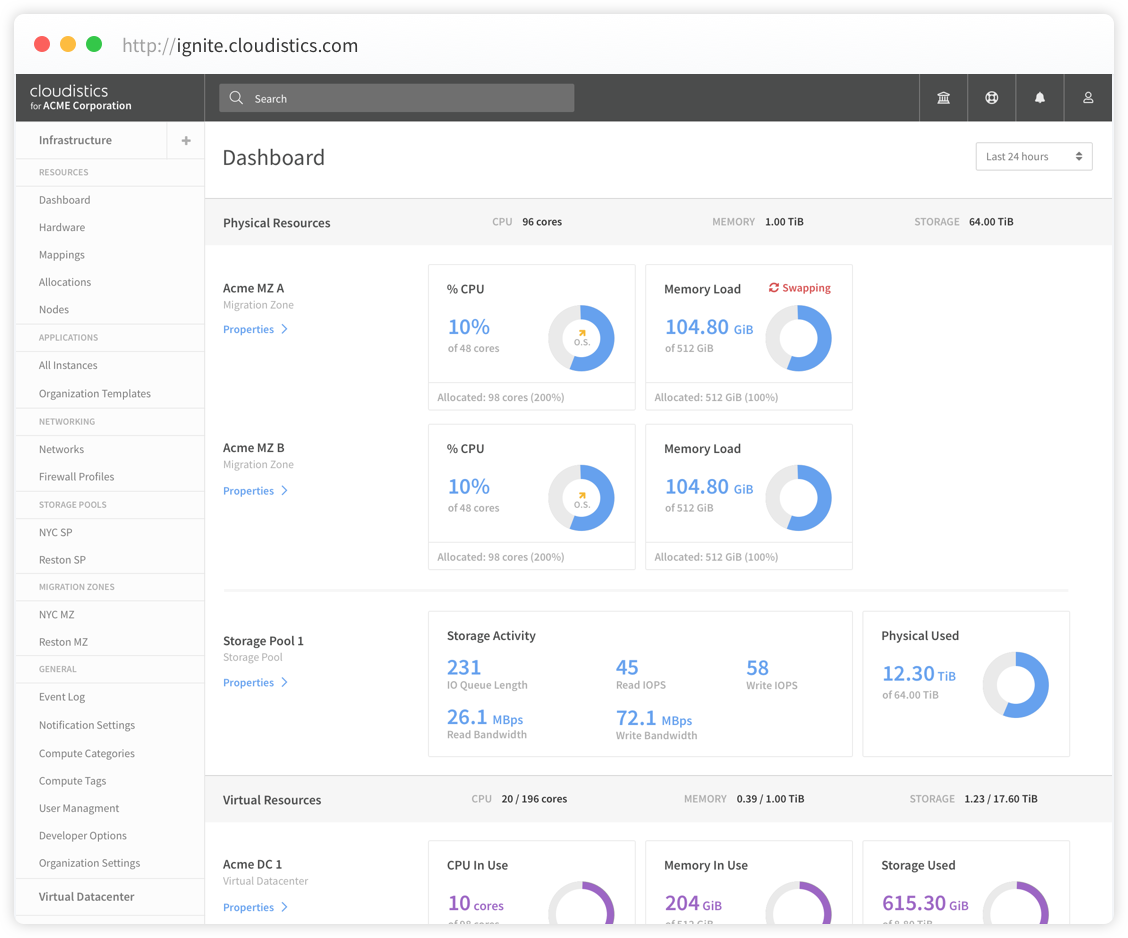 http://ignite.cloudistics.com
cloudistics
for ACME Corporation
Search
Infrastructure
RESOURCES
Dashboard
Hardware
Mappings
Allocations
Nodes
APPLICATIONS
All Instances
Organization Templates
NETWORKING
Networks
Firewall Profiles
STORAGE POOLS
NYC SP
Reston SP
MIGRATION ZONES
NYC MZ
Reston MZ
GENERAL
Event Log
Notification Settings
Compute Categories
Compute Tags
User Managment
Developer Options
Organization Settings
Virtual Datacenter
Dashboard
Last 24 hours
Physical Resources
CPU 96 cores
MEMORY 1.00 TiB
STORAGE 64.00 TiB
Acme MZ A
Migration Zone
Properties
% CPU
10%
of 48 cores
O.S.
Allocated: 98 cores (200%)
Memory Load
Swapping
104.80 GiB
of 512 GiB
Allocated: 512 GiB (100%)
Acme MZ B
Migration Zone
Properties
% CPU
10%
of 48 cores
O.S.
Allocated: 98 cores (200%)
Memory Load
104.80 GiB
of 512 GiB
Allocated: 512 GiB (100%)
Storage Pool 1
Storage Pool
Properties
Storage Activity
231
IO Queue Length
45
Read IOPS
58
Write IOPS
26.1 MBps
Read Bandwidth
72.1 MBps
Write Bandwidth
Physical Used
12.30 TiB
of 64.00 TiB
Virtual Resources
CPU 20 / 196 cores
MEMORY 0.39 / 1.00 TiB
STORAGE 1.23 / 17.60 TiB
Acme DC 1
Virtual Datacenter
Properties
CPU In Use
10 cores
of 98 cores
Memory In Use
204 GiB
of 512 GiB
Storage Used
615.30 GiB
of 8.80 TiB